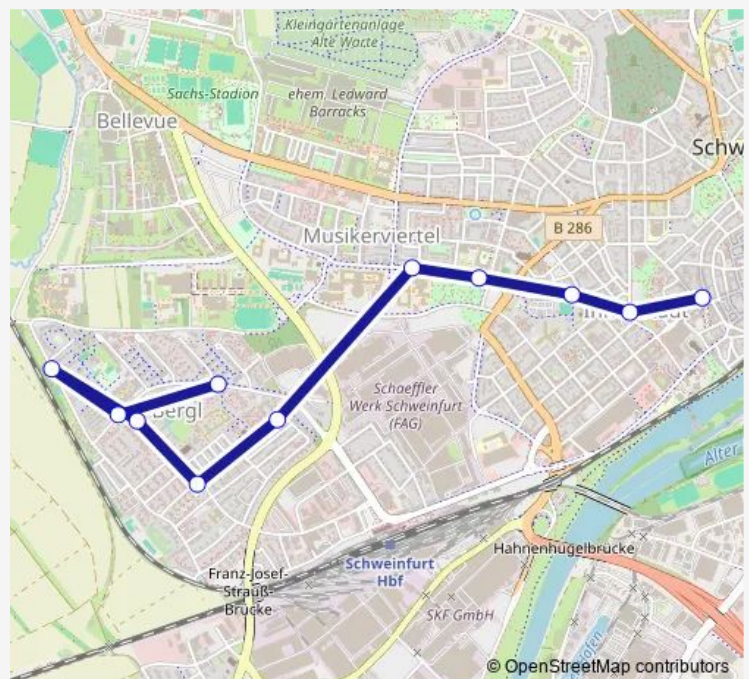 Kleingartenanlage
Alte Warte
Sachs-Stadion
ehem. Ledward
Barracks
Bellevue
Schw
B 286
Musikerviertel
Schaeffler
Werk Schweinfurt
(FAG)
Bergl
Alter
Hahnenhügelbrücke
Schweinfurt
Hbf
Franz-Josef-
Strauß-
Brücke
SKF GmbH
© OpenStreetMap contributors